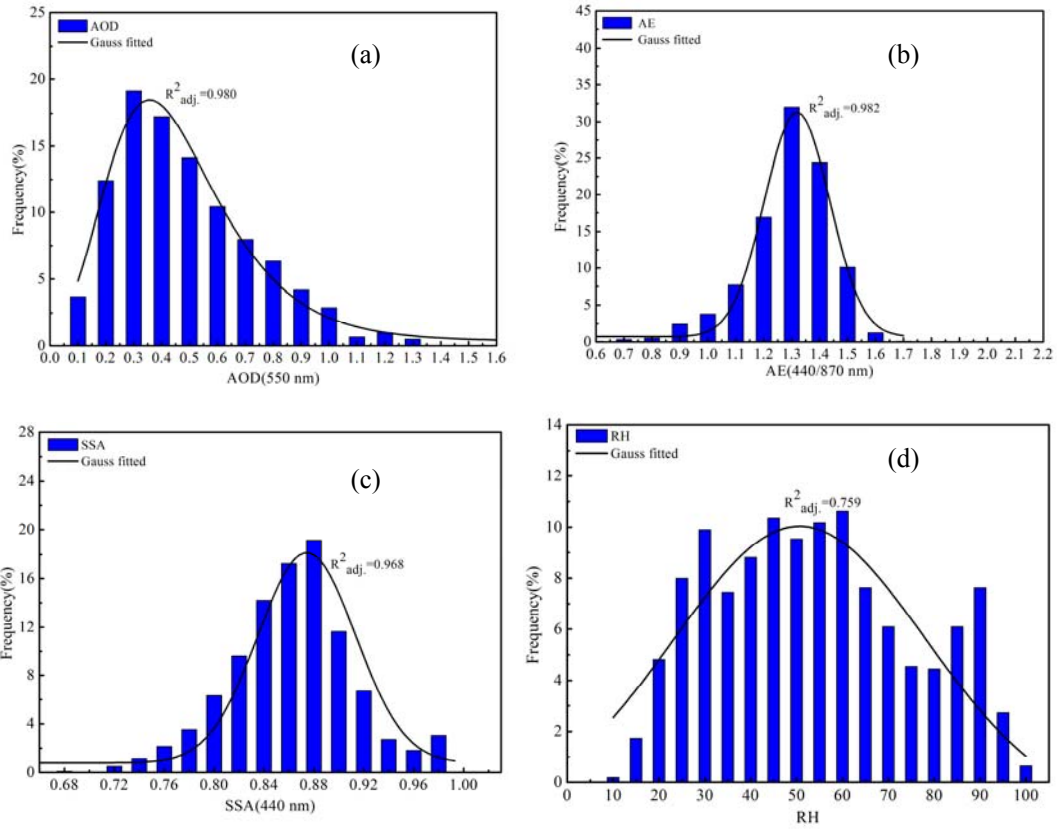 25
20
15
10
5
0
Frequency(%)
AOD
Gauss fitted
(a)
R²adj.=0.980
0.0 0.1 0.2 0.3 0.4 0.5 0.6 0.7 0.8 0.9 1.0 1.1 1.2 1.3 1.4 1.5 1.6
AOD(550 nm)
45
40
35
30
25
20
15
10
5
0
Frequency(%)
AE
Gauss fitted
(b)
R²adj.=0.982
0.6 0.7 0.8 0.9 1.0 1.1 1.2 1.3 1.4 1.5 1.6 1.7 1.8 1.9 2.0 2.1 2.2
AE(440/870 nm)
28
24
20
16
12
8
4
0
Frequency(%)
SSA
Gauss fitted
(c)
R²adj.=0.968
0.68 0.72 0.76 0.80 0.84 0.88 0.92 0.96 1.00
SSA(440 nm)
14
12
10
8
6
4
2
0
Frequency(%)
RH
Gauss fitted
(d)
R²adj.=0.759
0 10 20 30 40 50 60 70 80 90 100
RH